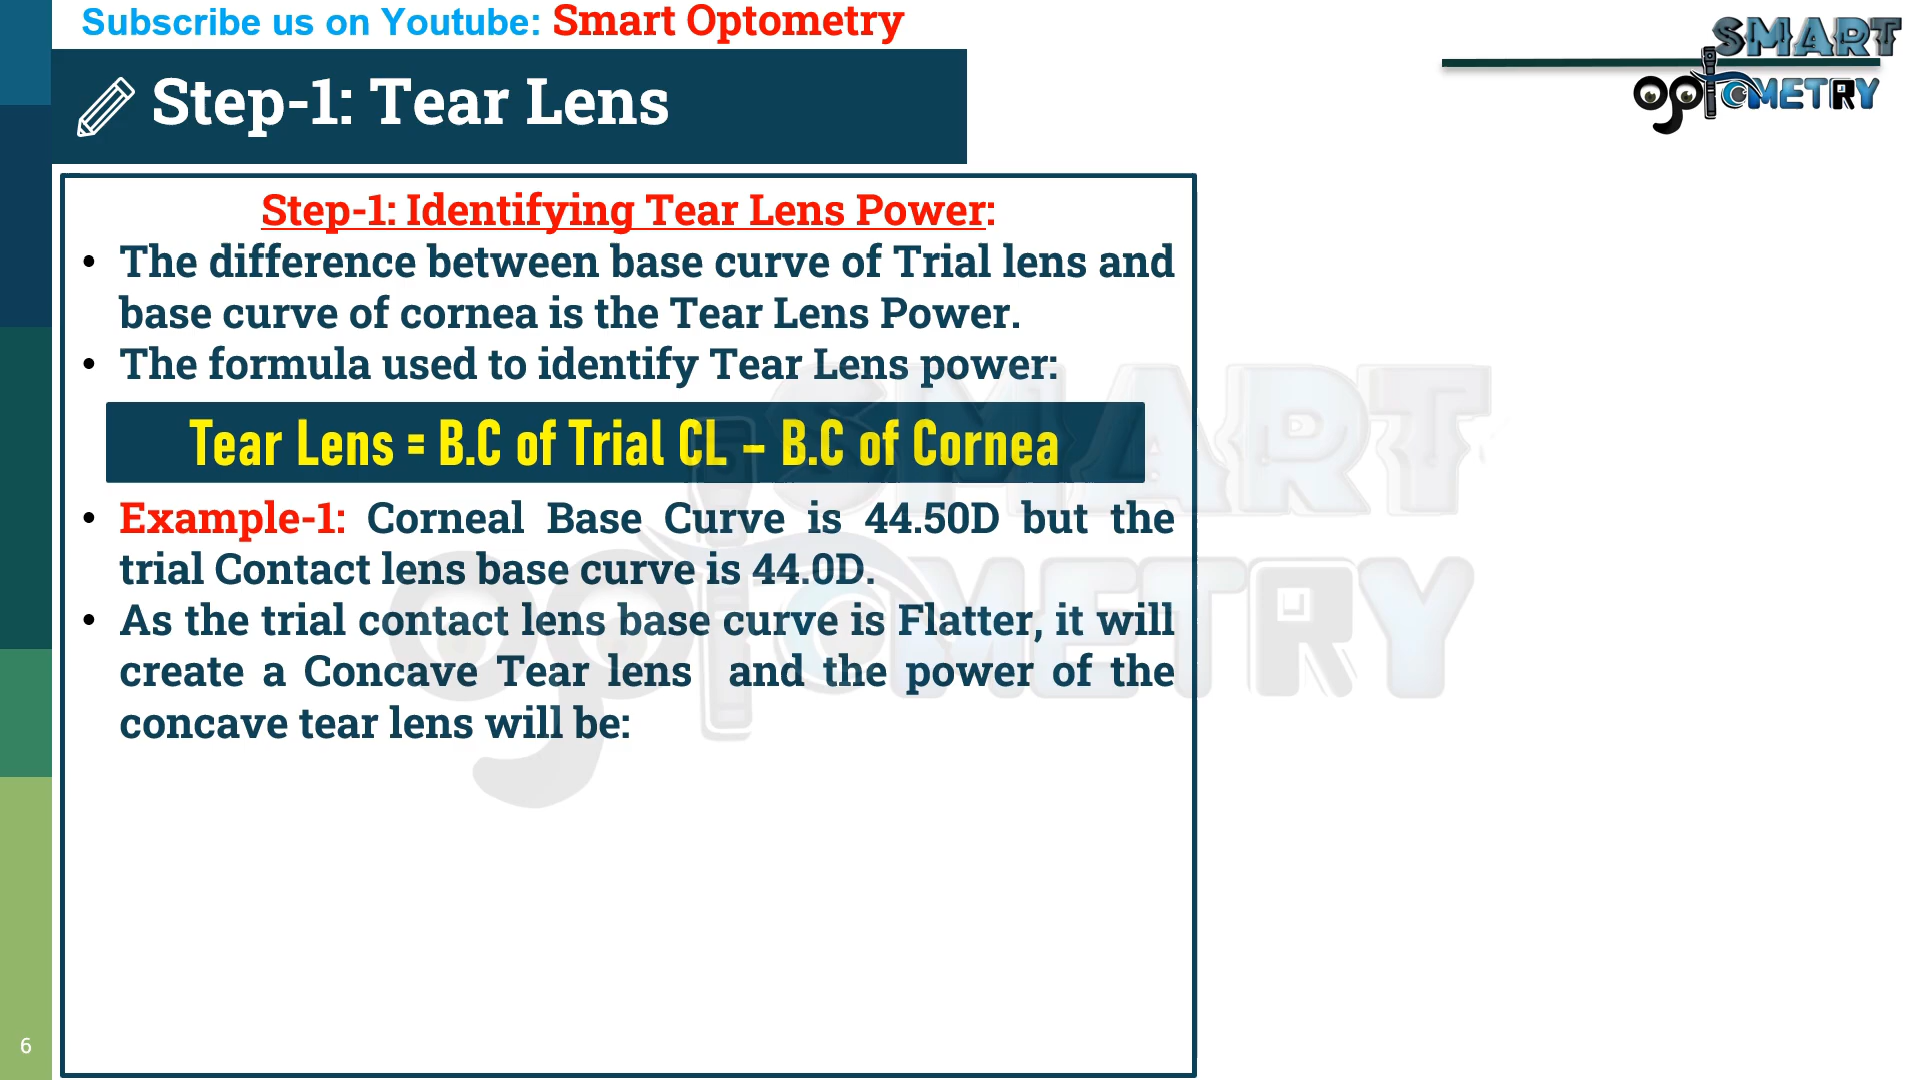 Subscribe us on Youtube: Smart Optometry
SMART
OptOMETRY
Step-1: Tear Lens
Step-1: Identifying Tear Lens Power:
• The difference between base curve of Trial lens and
base curve of cornea is the Tear Lens Power.
• The formula used to identify Tear Lens power:
Tear Lens = B.C of Trial CL – B.C of Cornea
• Example-1: Corneal Base Curve is 44.50D but the
trial Contact lens base curve is 44.0D.
• As the trial contact lens base curve is Flatter, it will
create a Concave Tear lens and the power of the
concave tear lens will be:
SMART
OptOMETRY
6